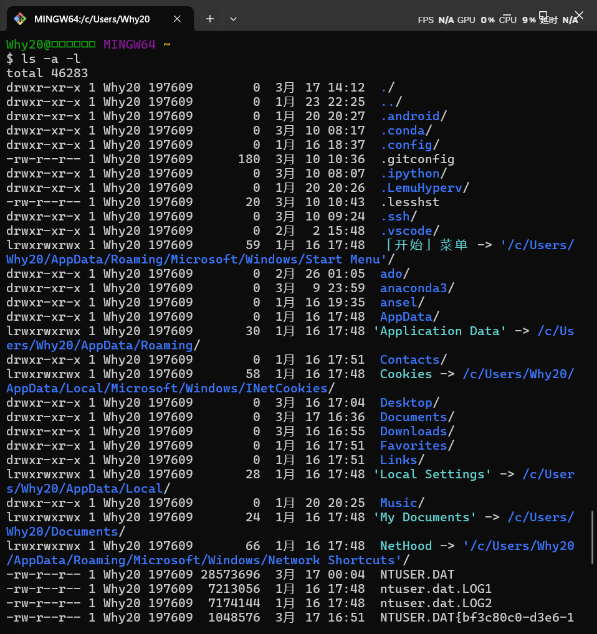 MINGW64:/c/Users/Why20
FPS N/A GPU 0% CPU 9% 延时 N/A
Why20@□□□□□□ MINGW64 ~
$ ls -a -l
total 46283
drwxr-xr-x 1 Why20 197609 0 3月 17 14:12 ./
drwxr-xr-x 1 Why20 197609 0 1月 23 22:25 ../
drwxr-xr-x 1 Why20 197609 0 1月 20 20:27 .android/
drwxr-xr-x 1 Why20 197609 0 3月 10 08:17 .conda/
drwxr-xr-x 1 Why20 197609 0 1月 16 18:37 .config/
-rw-r--r-- 1 Why20 197609 180 3月 10 10:36 .gitconfig
drwxr-xr-x 1 Why20 197609 0 3月 10 08:07 .ipython/
drwxr-xr-x 1 Why20 197609 0 1月 20 20:26 .LemuHyperv/
-rw-r--r-- 1 Why20 197609 20 3月 10 10:43 .lesshst
drwxr-xr-x 1 Why20 197609 0 3月 10 09:24 .ssh/
drwxr-xr-x 1 Why20 197609 0 2月 2 15:48 .vscode/
lrwxrwxrwx 1 Why20 197609 59 1月 16 17:48 「开始」菜单 -> '/c/Users/
Why20/AppData/Roaming/Microsoft/Windows/Start Menu'/
drwxr-xr-x 1 Why20 197609 0 2月 26 01:05 ado/
drwxr-xr-x 1 Why20 197609 0 3月 9 23:59 anaconda3/
drwxr-xr-x 1 Why20 197609 0 1月 16 19:35 ansel/
drwxr-xr-x 1 Why20 197609 0 1月 16 17:48 AppData/
lrwxrwxrwx 1 Why20 197609 30 1月 16 17:48 'Application Data' -> /c/Us
ers/Why20/AppData/Roaming/
drwxr-xr-x 1 Why20 197609 0 1月 16 17:51 Contacts/
lrwxrwxrwx 1 Why20 197609 58 1月 16 17:48 Cookies -> /c/Users/Why20/
AppData/Local/Microsoft/Windows/INetCookies/
drwxr-xr-x 1 Why20 197609 0 3月 16 17:04 Desktop/
drwxr-xr-x 1 Why20 197609 0 3月 17 16:36 Documents/
drwxr-xr-x 1 Why20 197609 0 3月 16 16:55 Downloads/
drwxr-xr-x 1 Why20 197609 0 1月 16 17:51 Favorites/
drwxr-xr-x 1 Why20 197609 0 1月 16 17:51 Links/
lrwxrwxrwx 1 Why20 197609 28 1月 16 17:48 'Local Settings' -> /c/User
s/Why20/AppData/Local/
drwxr-xr-x 1 Why20 197609 0 1月 20 20:25 Music/
lrwxrwxrwx 1 Why20 197609 24 1月 16 17:48 'My Documents' -> /c/Users/
Why20/Documents/
lrwxrwxrwx 1 Why20 197609 66 1月 16 17:48 NetHood -> '/c/Users/Why20
/AppData/Roaming/Microsoft/Windows/Network Shortcuts'/
-rw-r--r-- 1 Why20 197609 28573696 3月 17 00:04 NTUSER.DAT
-rw-r--r-- 1 Why20 197609 7213056 1月 16 17:48 ntuser.dat.LOG1
-rw-r--r-- 1 Why20 197609 7174144 1月 16 17:48 ntuser.dat.LOG2
-rw-r--r-- 1 Why20 197609 1048576 3月 17 16:51 NTUSER.DAT{bf3c80c0-d3e6-1